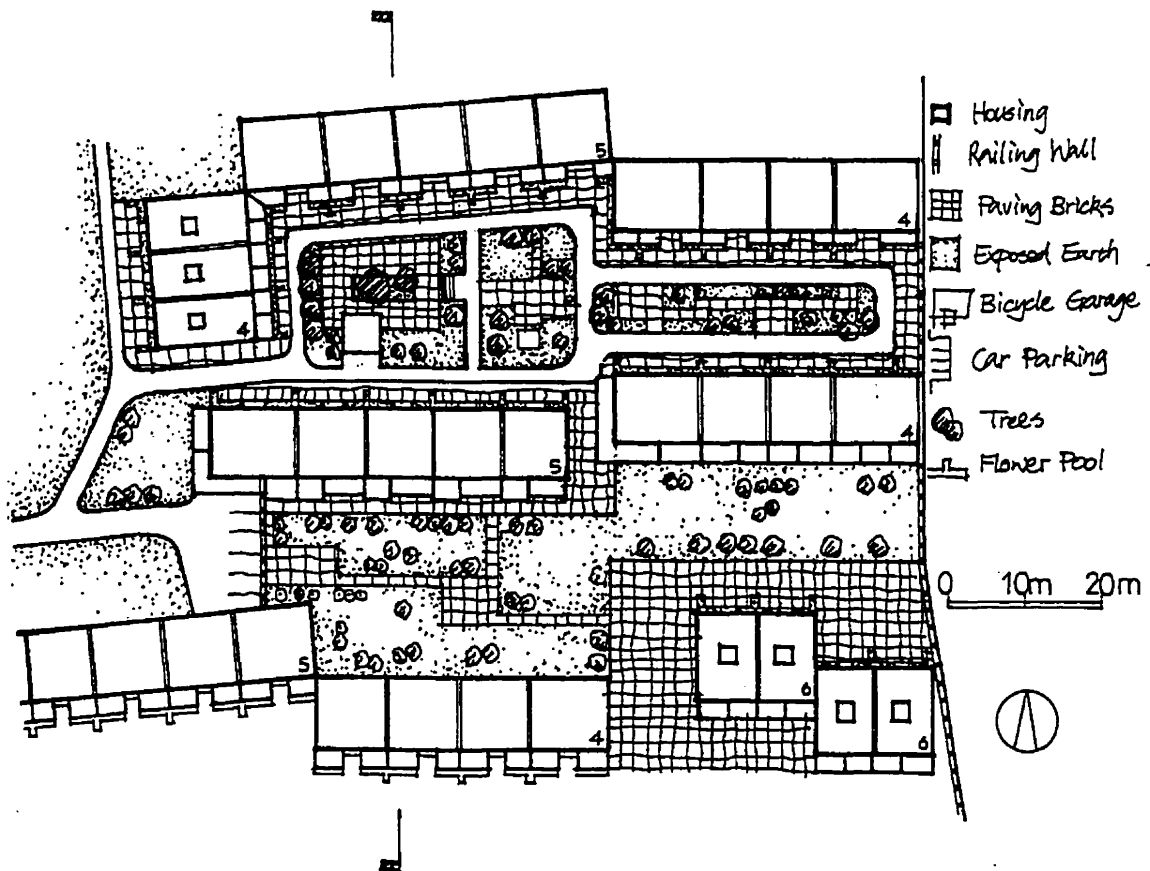 Housing
Railing Wall
Paving Bricks
Exposed Earth
Bicycle Garage
Car Parking
Trees
Flower Pool
0 10m 20m
5
4
4
5
4
5
4
6
6